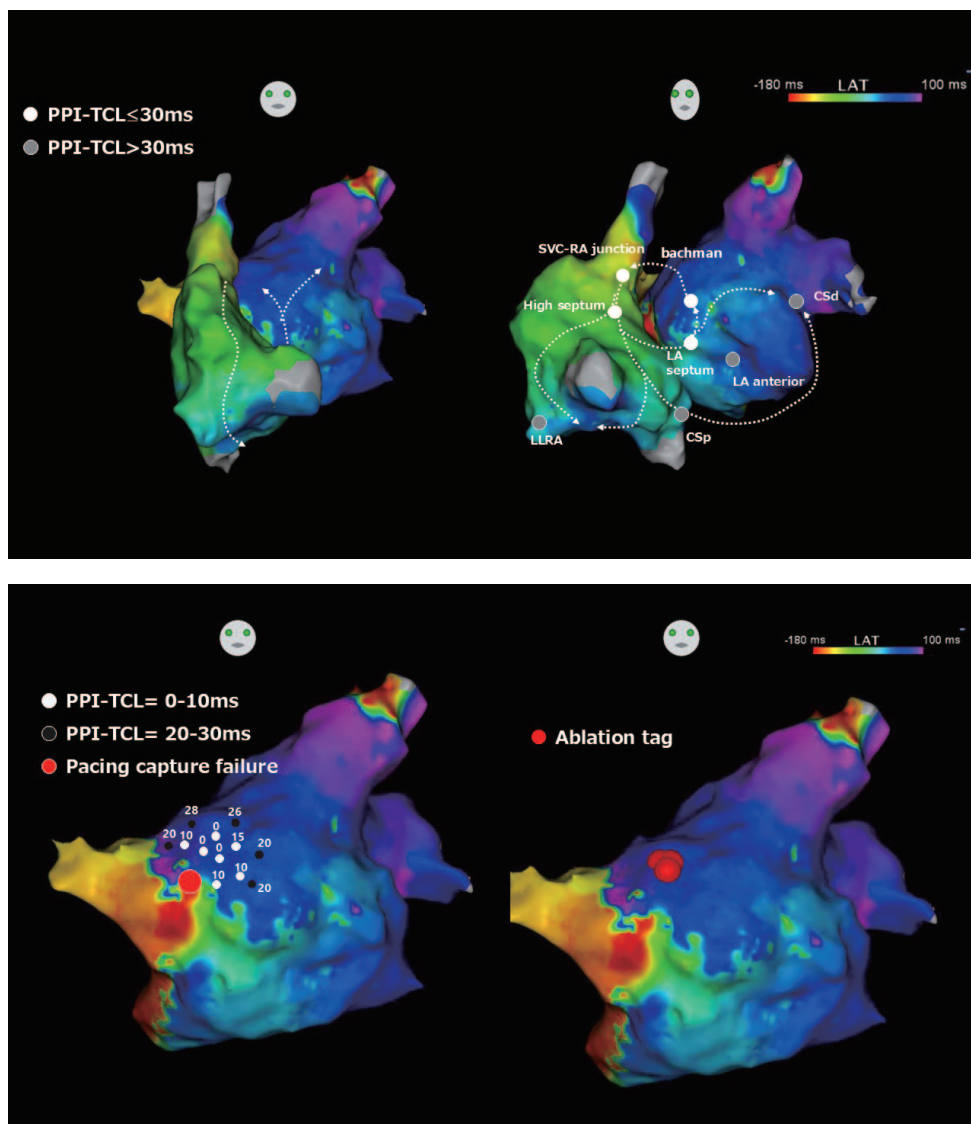 -180 ms LAT 100 ms
PPI-TCL≤30ms
PPI-TCL>30ms
SVC-RA junction
bachman
High septum
CSd
LA
septum
LA anterior
LLRA
CSp
-180 ms LAT 100 ms
PPI-TCL= 0-10ms
PPI-TCL= 20-30ms
Pacing capture failure
Ablation tag
28
26
0
20
10
0
15
0
20
10
10
20